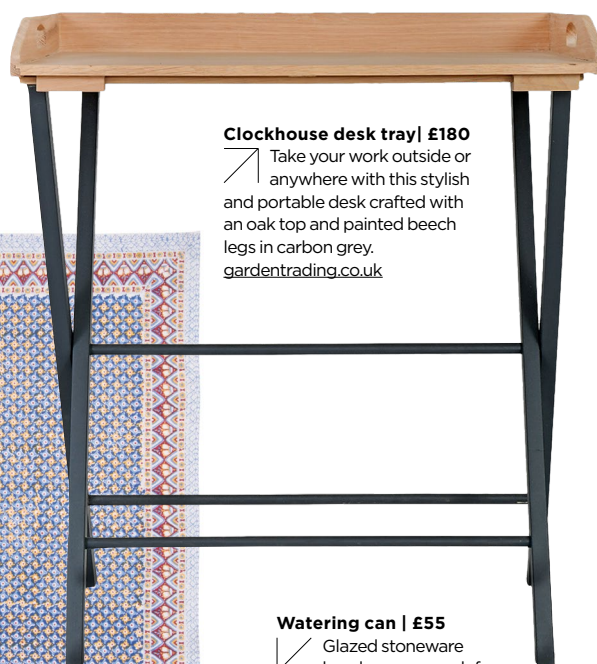 Clockhouse desk tray| £180
Take your work outside or
anywhere with this stylish
and portable desk crafted with
an oak top and painted beech
legs in carbon grey.
gardentrading.co.uk
Watering can | £55
Glazed stoneware